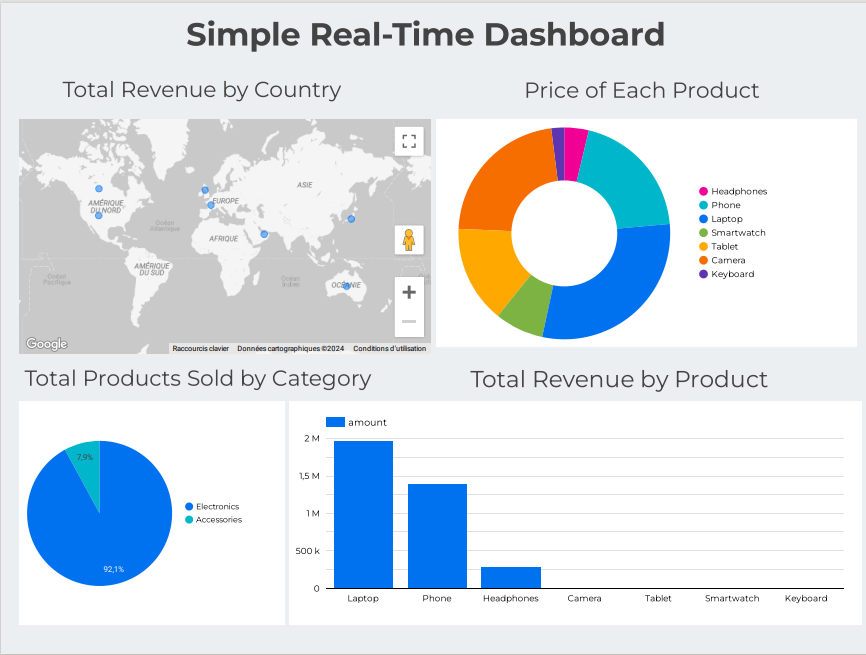 Simple Real-Time Dashboard
Total Revenue by Country
Price of Each Product
AMÉRIQUE
DU NORD
Océan
Atlantique
EUROPE
ASIE
AFRIQUE
AMÉRIQUE
DU SUD
Océan
Pacifique
Océan
Indien
OCÉANIE
Google
Raccourcis clavier
Données cartographiques ©2024
Conditions d'utilisation
Headphones
Phone
Laptop
Smartwatch
Tablet
Camera
Keyboard
Total Products Sold by Category
Total Revenue by Product
7,9%
92,1%
Electronics
Accessories
amount
2 M
1,5 M
1 M
500 k
0
Laptop Phone Headphones Camera Tablet Smartwatch Keyboard